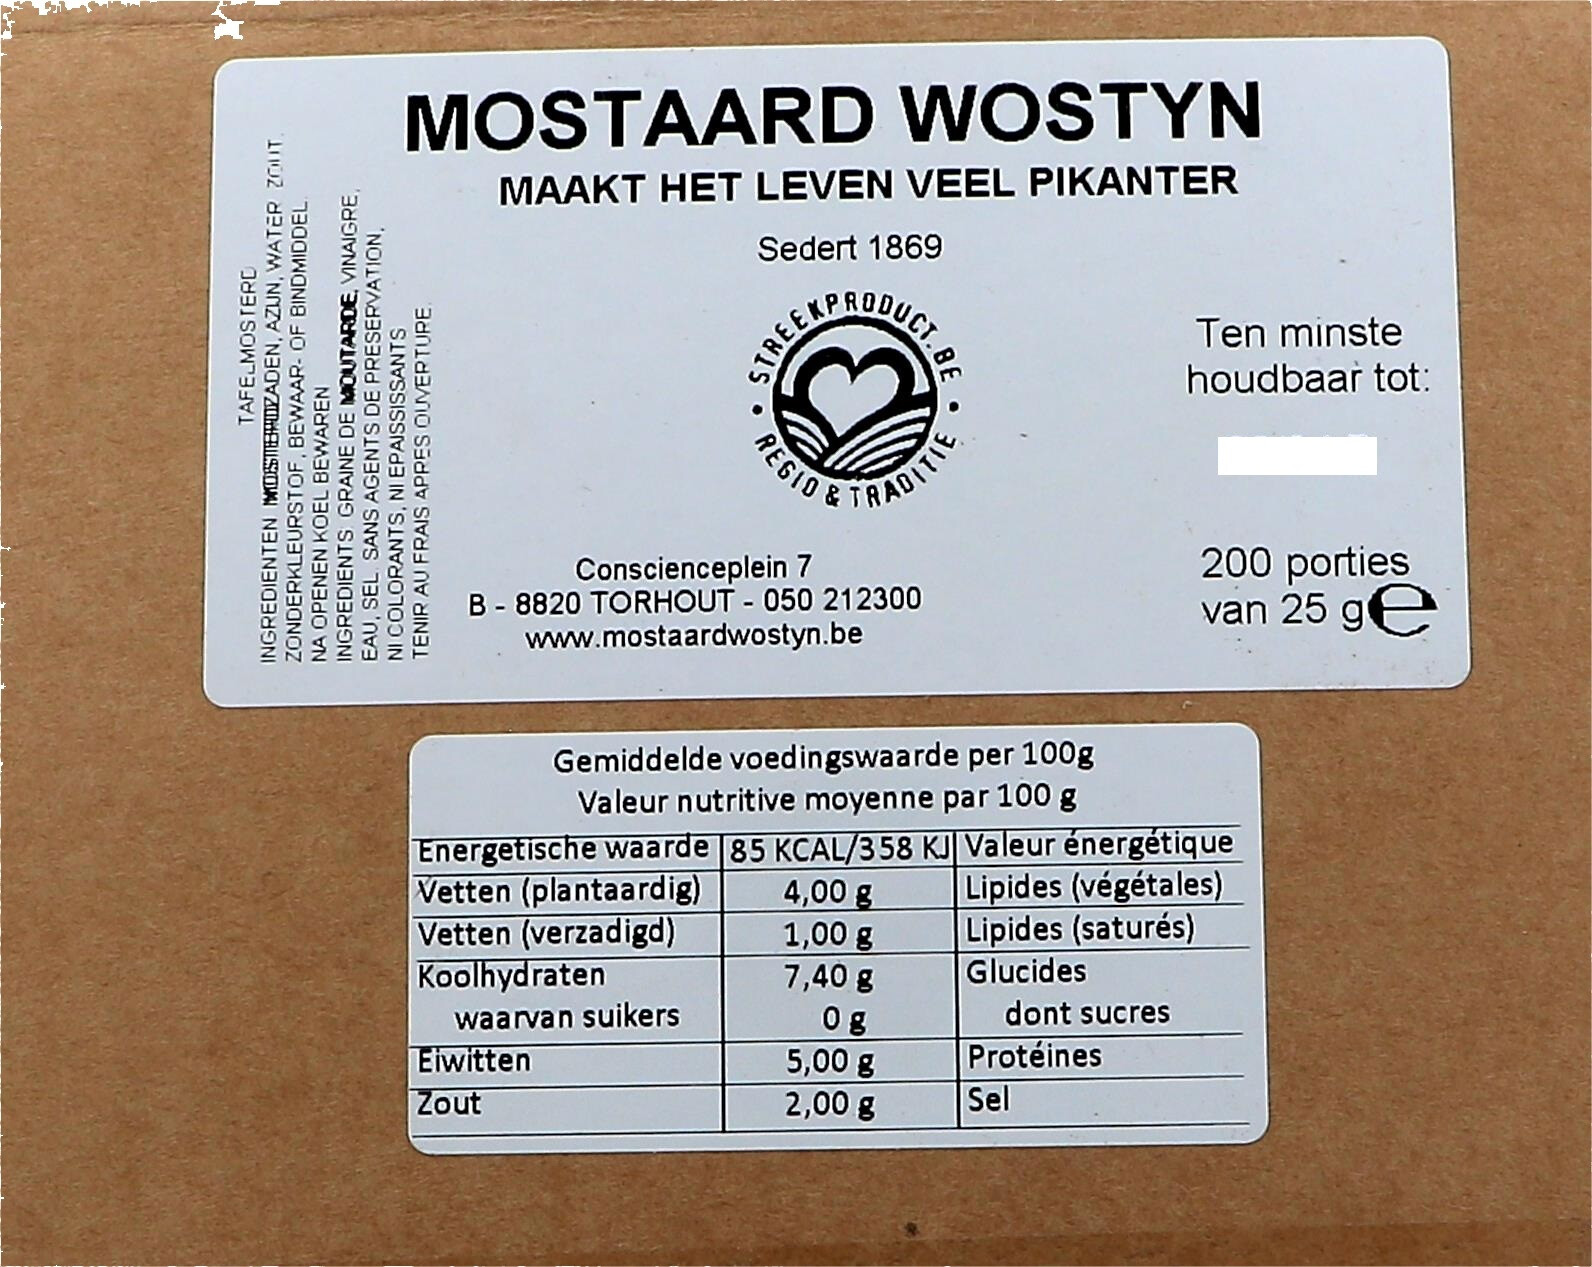 MOSTAARD WOSTYN
MAAKT HET LEVEN VEEL PIKANTER
Sedert 1869
STREEKPRODUCT.BE
REGIO & TRADITIE
Ten minste
houdbaar tot:
200 porties
van 25 g e
Conscienceplein 7
B - 8820 TORHOUT - 050 212300
www.mostaardwostyn.be
TAFELMOSTERD
INGREDIENTEN MOSTERDZADEN, AZIJN, WATER ZOUT.
ZONDERKLEURSTOF, BEWAAR- OF BINDMIDDEL.
NA OPENEN KOEL BEWAREN
INGREDIENTS GRAINE DE MOUTARDE, VINAIGRE,
EAU, SEL. SANS AGENTS DE PRESERVATION,
NI COLORANTS, NI EPAISSISSANTS
TENIR AU FRAIS APPRES OUVERTURE.
Gemiddelde voedingswaarde per 100g
Valeur nutritive moyenne par 100 g
Energetische waarde 85 KCAL/358 KJ Valeur énergétique
Vetten (plantaardig) 4,00 g Lipides (végétales)
Vetten (verzadigd) 1,00 g Lipides (saturés)
Koolhydraten 7,40 g Glucides
waarvan suikers 0 g dont sucres
Eiwitten 5,00 g Protéines
Zout 2,00 g Sel